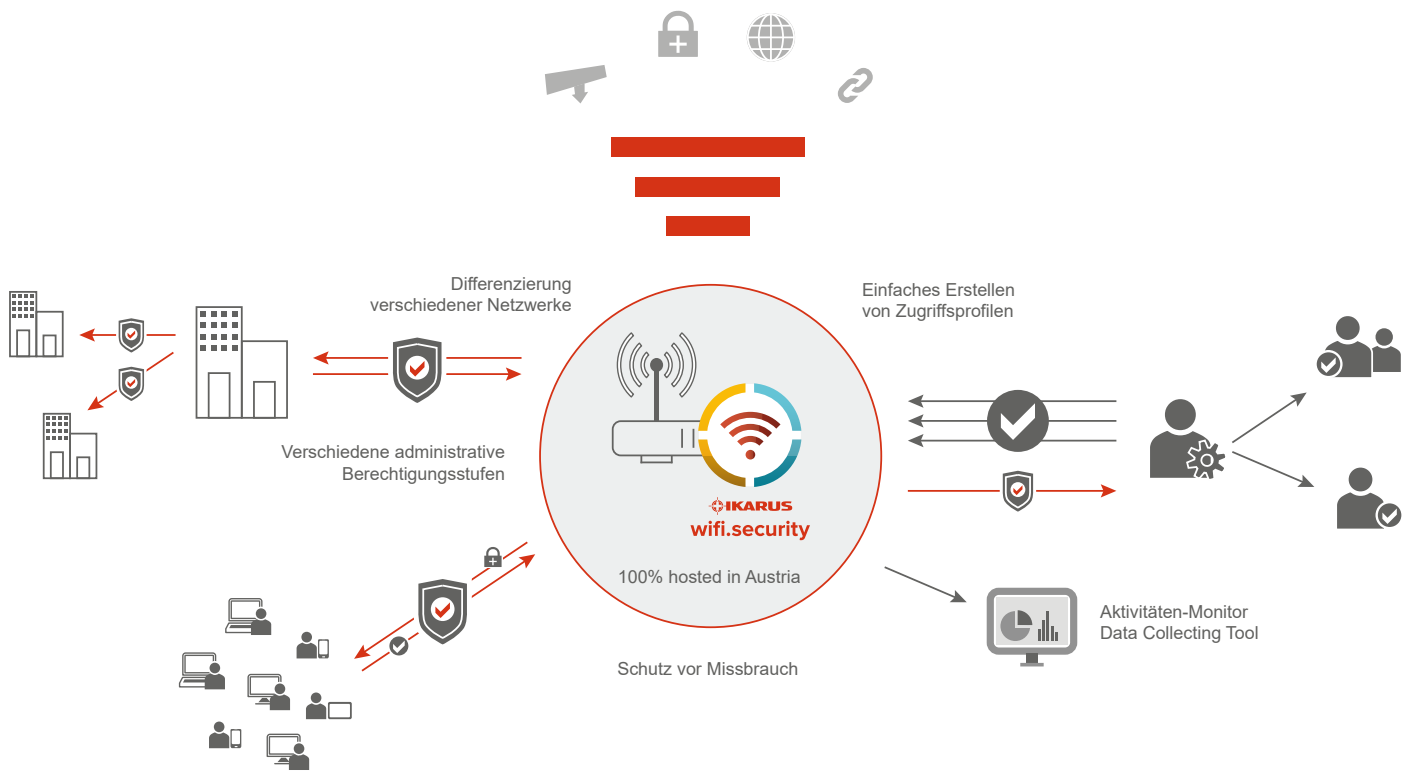 Differenzierung
verschiedener Netzwerke
Einfaches Erstellen
von Zugriffsprofilen
Verschiedene administrative
Berechtigungsstufen
IKARUS
wifi.security
100% hosted in Austria
Aktivitäten-Monitor
Data Collecting Tool
Schutz vor Missbrauch